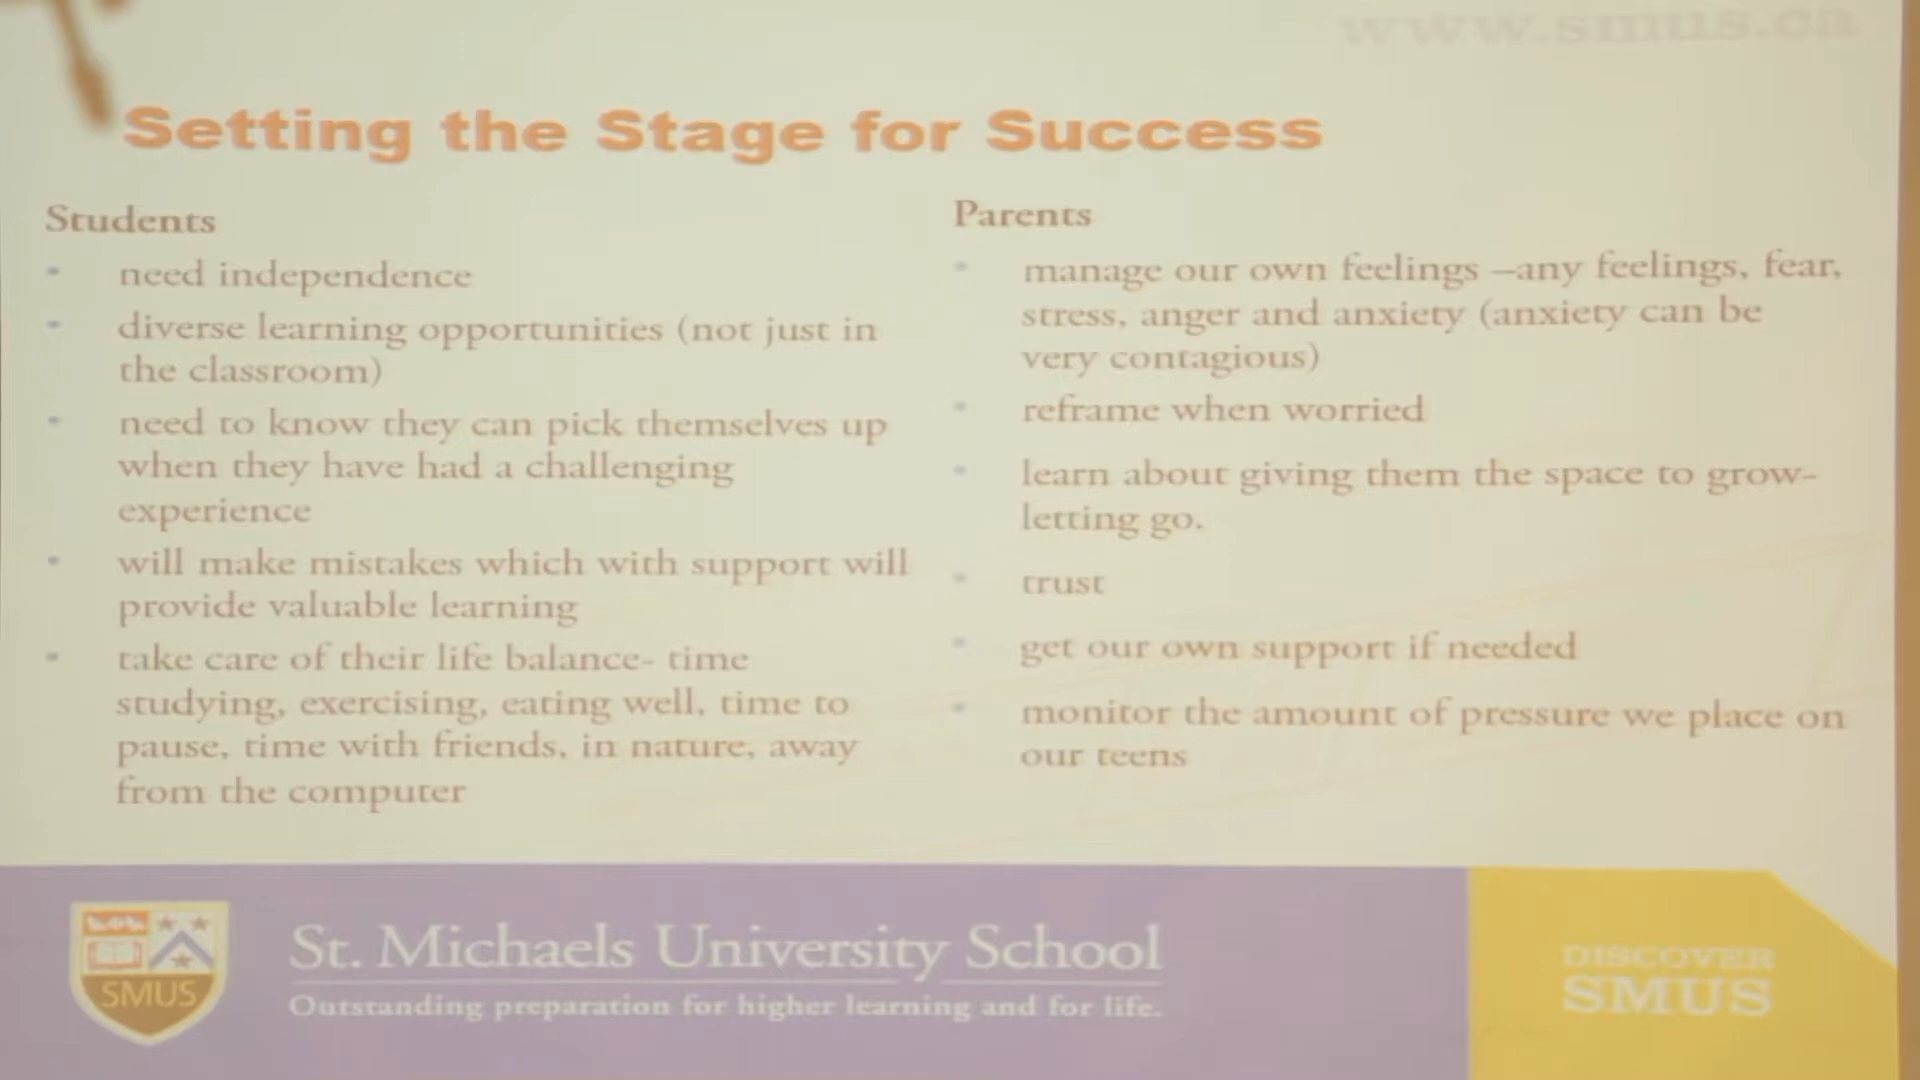 www.smus.ca
Setting the Stage for Success
Students
need independence
diverse learning opportunities (not just in
the classroom)
need to know they can pick themselves up
when they have had a challenging
experience
will make mistakes which with support will
provide valuable learning
take care of their life balance- time
studying, exercising, eating well, time to
pause, time with friends, in nature, away
from the computer
Parents
manage our own feelings –any feelings, fear,
stress, anger and anxiety (anxiety can be
very contagious)
reframe when worried
learn about giving them the space to grow-
letting go.
trust
get our own support if needed
monitor the amount of pressure we place on
our teens
SMUS
St. Michaels University School
Outstanding preparation for higher learning and for life.
DISCOVER
SMUS